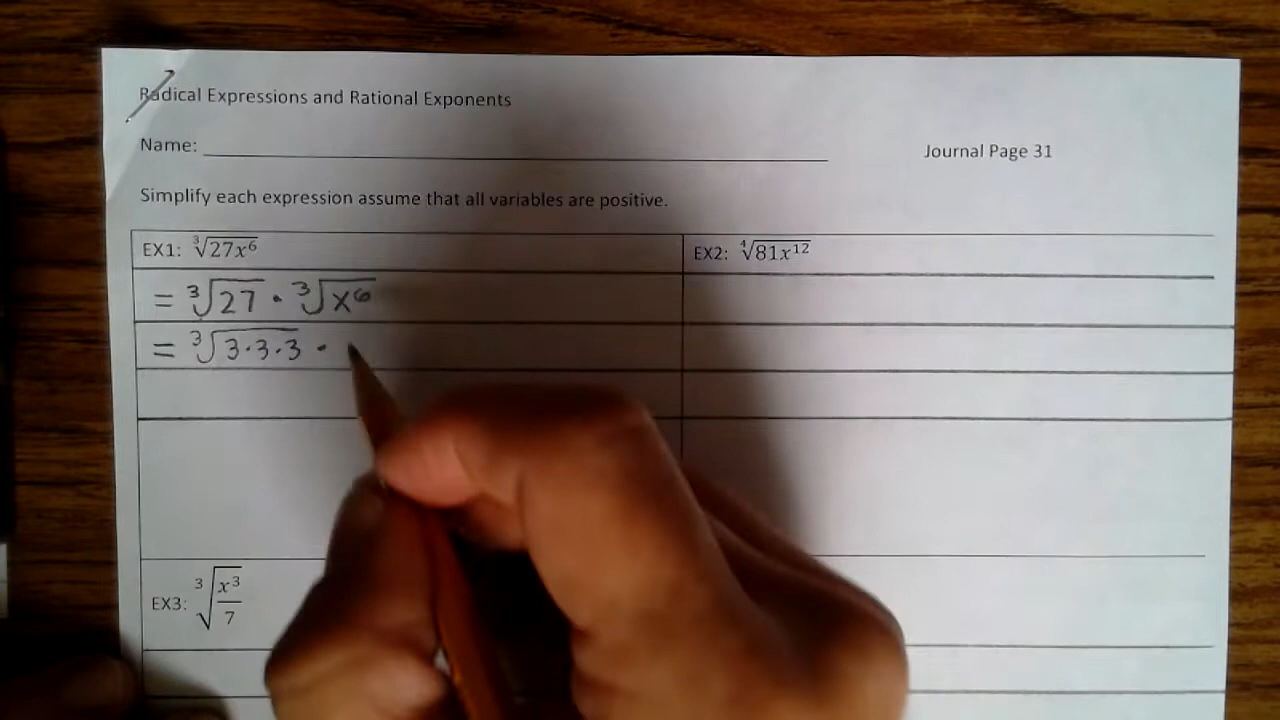 Radical Expressions and Rational Exponents
Name: Journal Page 31
Simplify each expression assume that all variables are positive.
EX1: ∛27x⁶ EX2: ∜81x¹²
= ∛27 · ∛x⁶
= ∛3·3·3 ·
EX3: ∛x³/7